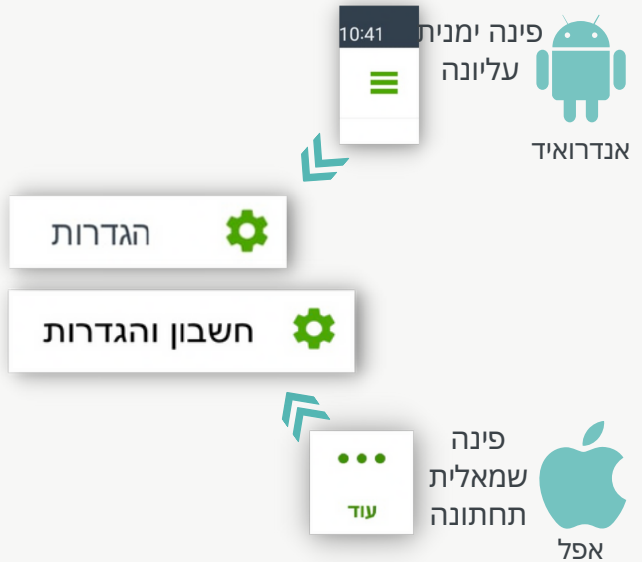 פינה ימנית
עליונה
10:41
אנדרואיד
הגדרות
חשבון והגדרות
פינה
שמאלית
תחתונה
עוד
אפל